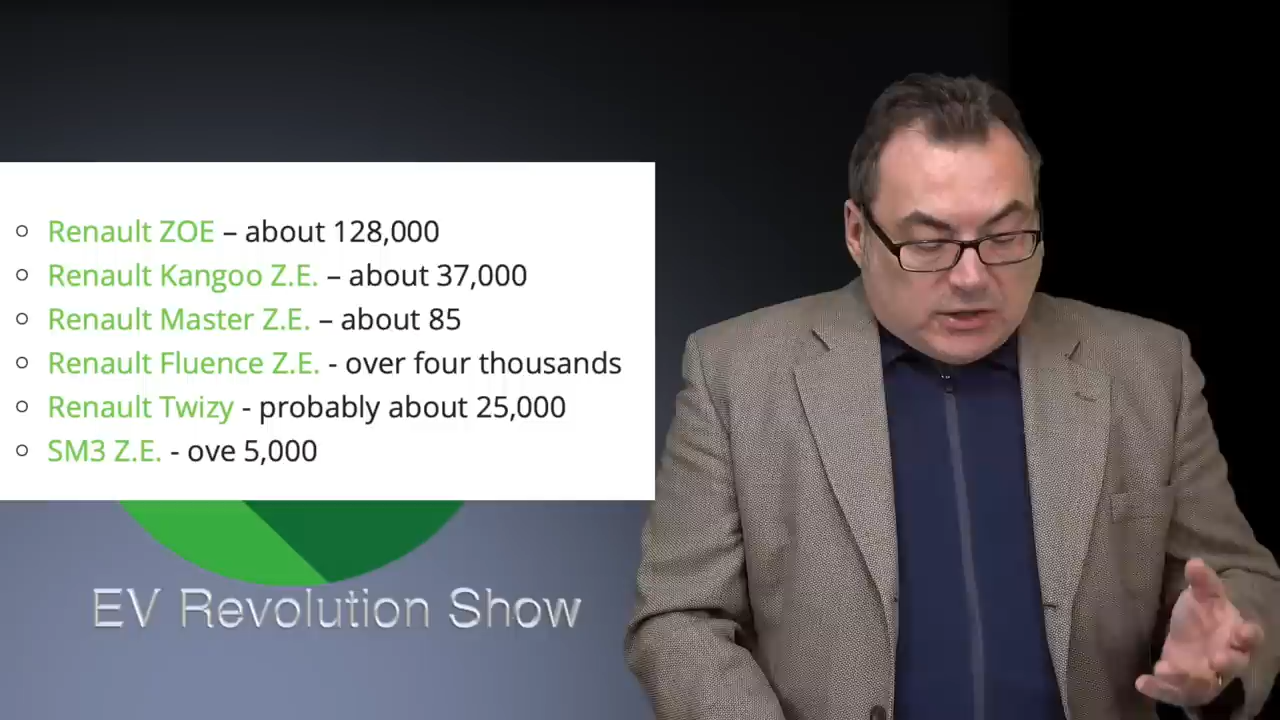 Renault ZOE – about 128,000
Renault Kangoo Z.E. – about 37,000
Renault Master Z.E. – about 85
Renault Fluence Z.E. - over four thousands
Renault Twizy - probably about 25,000
SM3 Z.E. - ove 5,000
EV Revolution Show